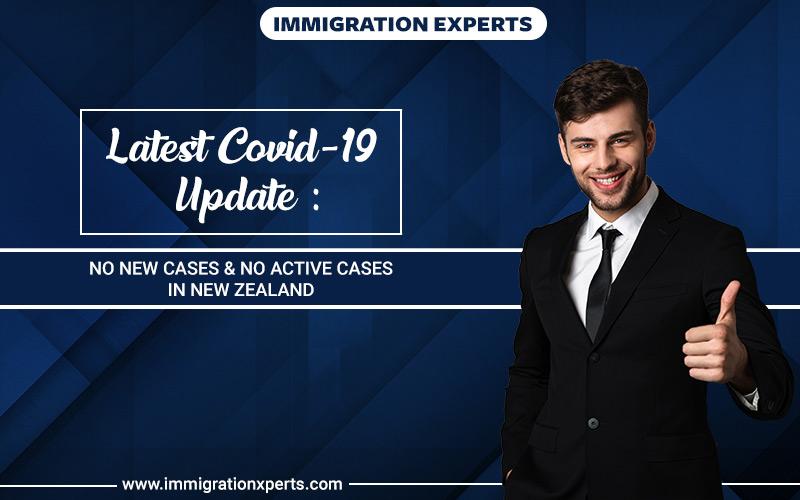 IMMIGRATION EXPERTS
Latest Covid-19
Update :
NO NEW CASES & NO ACTIVE CASES
IN NEW ZEALAND
www.immigrationxperts.com